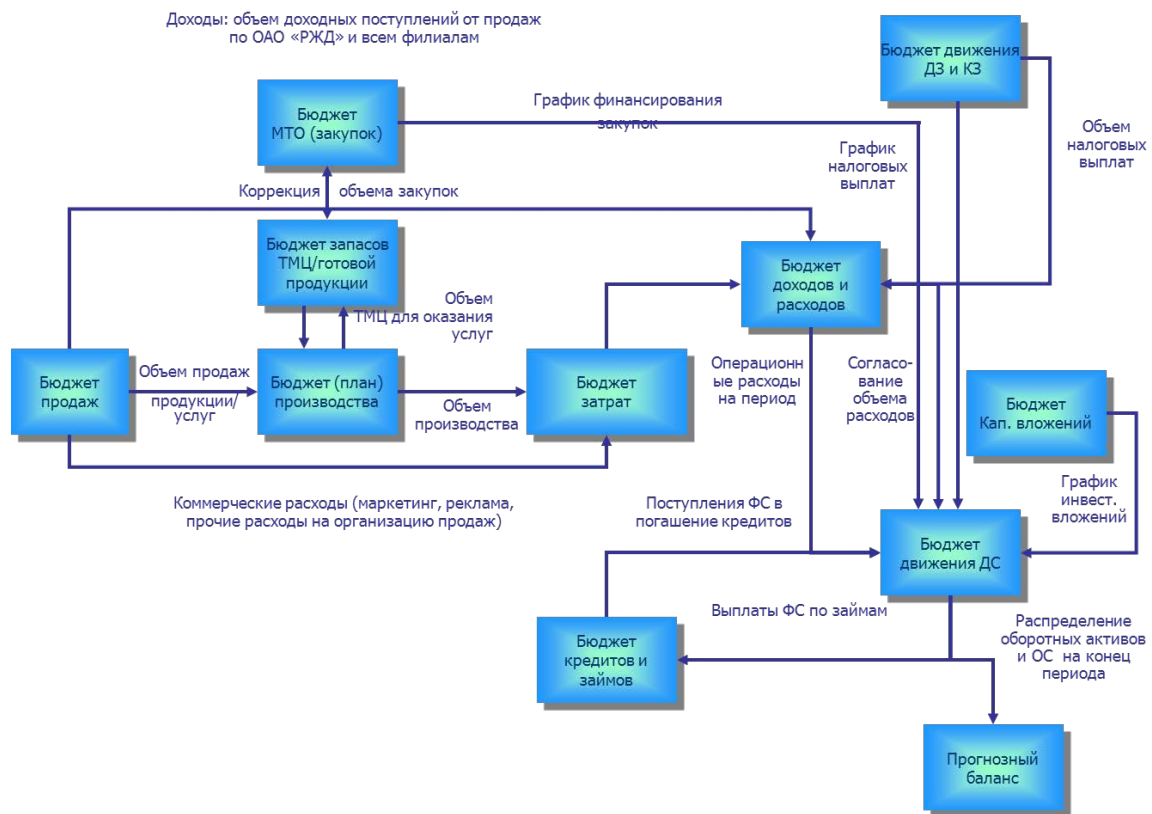 Доходы: объем доходных поступлений от продаж
по ОАО «РЖД» и всем филиалам
Бюджет движения
ДЗ и КЗ
Бюджет
МТО (закупок)
График финансирования
закупок
Объем
налоговых
выплат
График
налоговых
выплат
Коррекция объема закупок
Бюджет запасов
ТМЦ/готовой
продукции
Бюджет
доходов и
расходов
Объем
ТМЦ для оказания
услуг
Бюджет
продаж
Объем продаж
продукции/
услуг
Бюджет (план)
производства
Объем
производства
Бюджет
затрат
Операционн
ые расходы
на период
Согласо-
вание
объема
расходов
Бюджет
Кап. вложений
График
инвест.
вложений
Коммерческие расходы (маркетинг, реклама,
прочие расходы на организацию продаж)
Поступления ФС в
погашение кредитов
Бюджет
движения ДС
Выплаты ФС по займам
Распределение
оборотных активов
и ОС на конец
периода
Бюджет
кредитов и
займов
Прогнозный
баланс